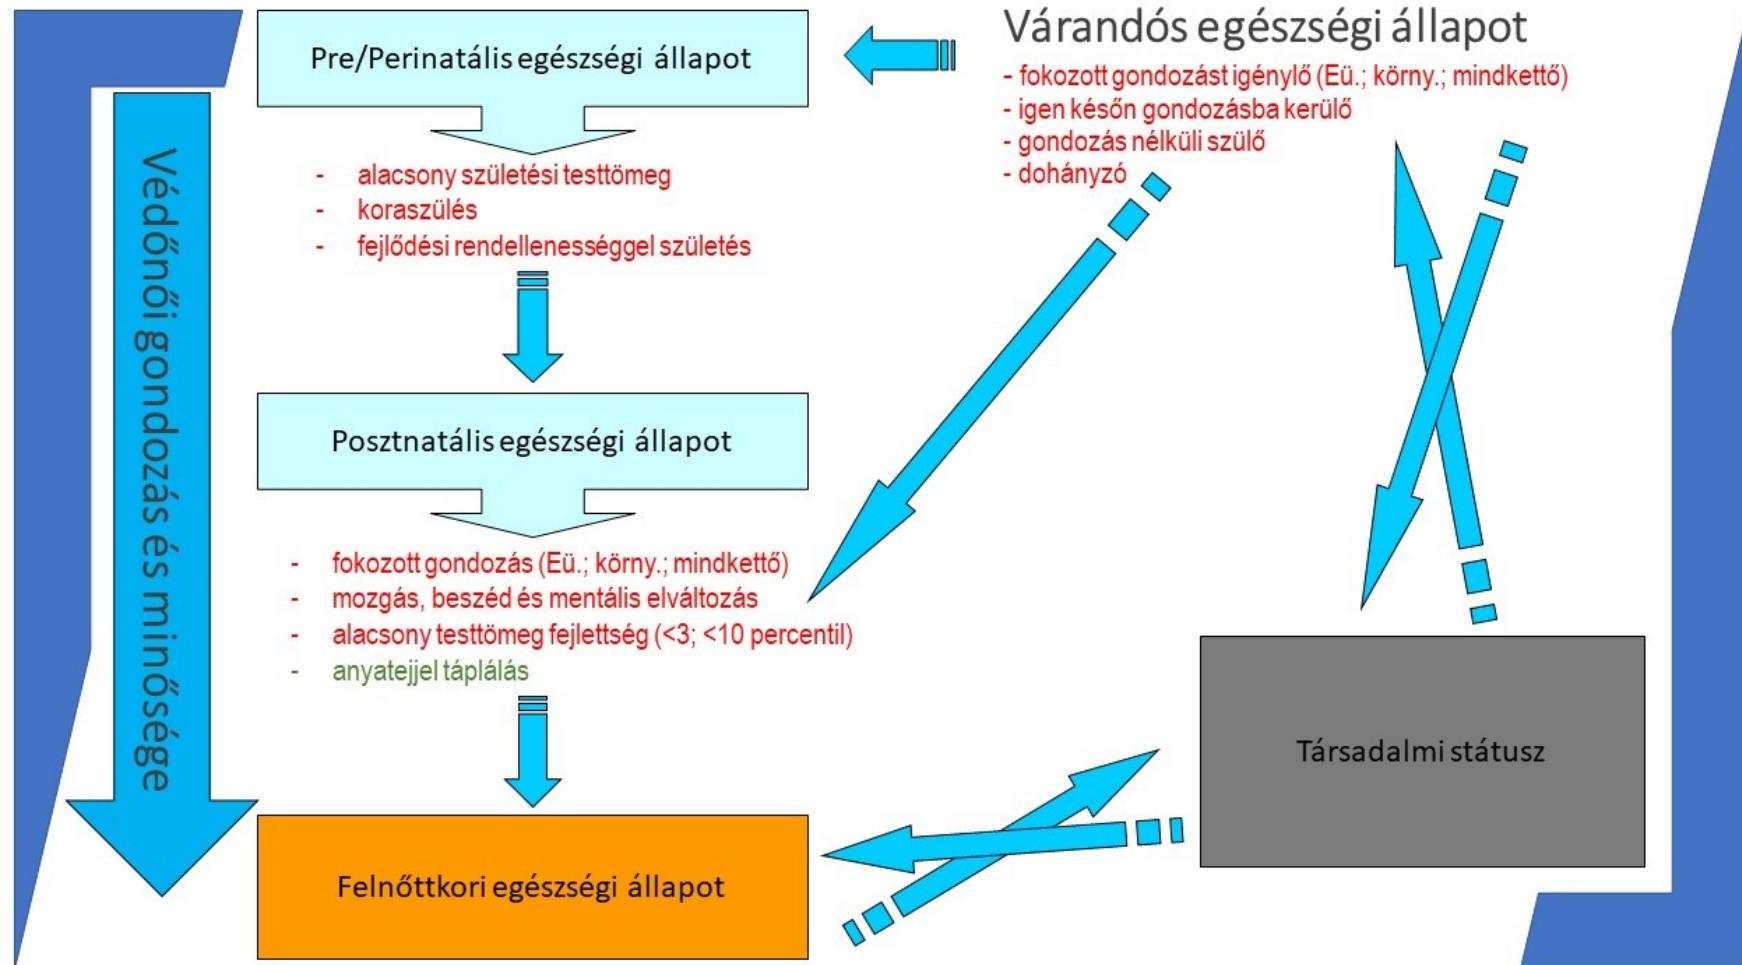 Védőnői gondozás és minősége
Pre/Perinatális egészségi állapot
- alacsony születési testtömeg
- koraszülés
- fejlődési rendellenességgel születés
Posztnatális egészségi állapot
- fokozott gondozás (Eü.; körny.; mindkettő)
- mozgás, beszéd és mentális elváltozás
- alacsony testtömeg fejlettség (<3; <10 percentil)
- anyatejjel táplálás
Felnőttkori egészségi állapot
Várandós egészségi állapot
- fokozott gondozást igénylő (Eü.; körny.; mindkettő)
- igen későn gondozásba kerülő
- gondozás nélküli szülő
- dohányzó
Társadalmi státusz